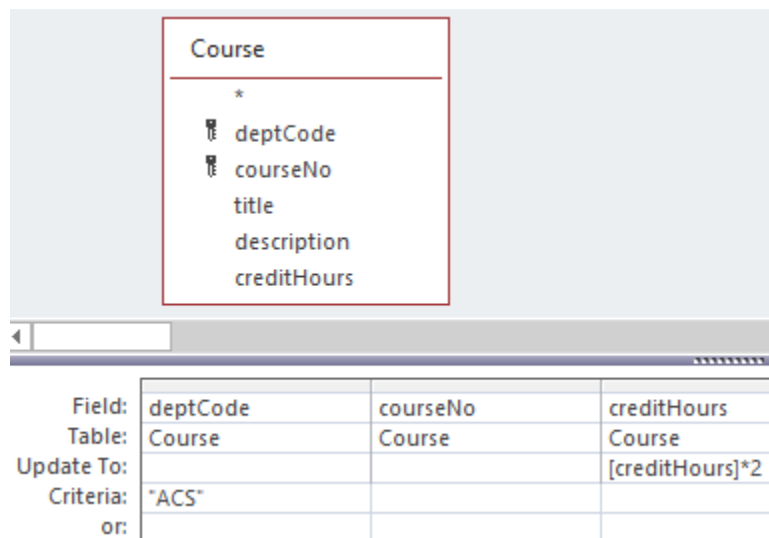 Course
*
deptCode
courseNo
title
description
creditHours
Field: deptCode courseNo creditHours
Table: Course Course Course
Update To: [creditHours]*2
Criteria: "ACS"
or: